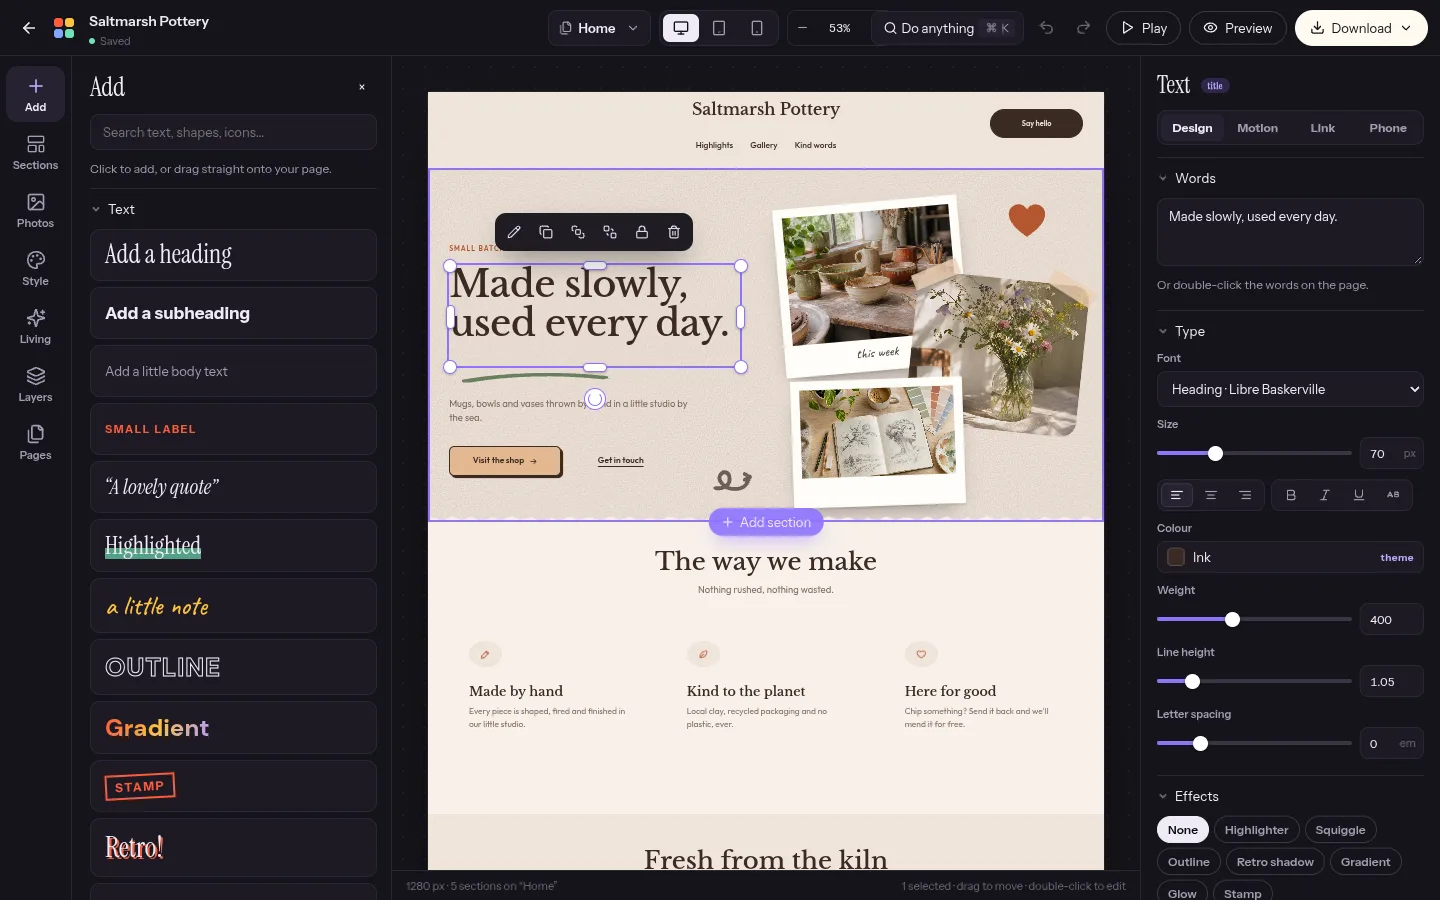 Saltmarsh Pottery
Saved
Home
53%
Do anything
⌘ K
Play
Preview
Download
Add
Sections
Photos
Style
Living
Layers
Pages
Add
×
Search text, shapes, icons...
Click to add, or drag straight onto your page.
Text
Add a heading
Add a subheading
Add a little body text
SMALL LABEL
“A lovely quote”
Highlighted
a little note
OUTLINE
Gradient
STAMP
Retro!
Saltmarsh Pottery
Say hello
Highlights
Gallery
Kind words
SMALL
Made slowly,
used every day.
this week
Mugs, bowls and vases thrown by
in a little studio by
the sea.
Visit the shop →
Get in touch
+ Add section
The way we make
Nothing rushed, nothing wasted.
Made by hand
Every piece is shaped, fired and finished in
our little studio.
Kind to the planet
Local clay, recycled packaging and no
plastic, ever.
Here for good
Chip something? Send it back and we'll
mend it for free.
Fresh from the kiln
1280 px · 5 sections on “Home”
1 selected · drag to move · double-click to edit
Text
title
Design
Motion
Link
Phone
Words
Made slowly, used every day.
Or double-click the words on the page.
Type
Font
Heading · Libre Baskerville
Size
70 px
B
I
U
AB
Colour
Ink
theme
Weight
400
Line height
1.05
Letter spacing
0 em
Effects
None
Highlighter
Squiggle
Outline
Retro shadow
Gradient
Glow
Stamp